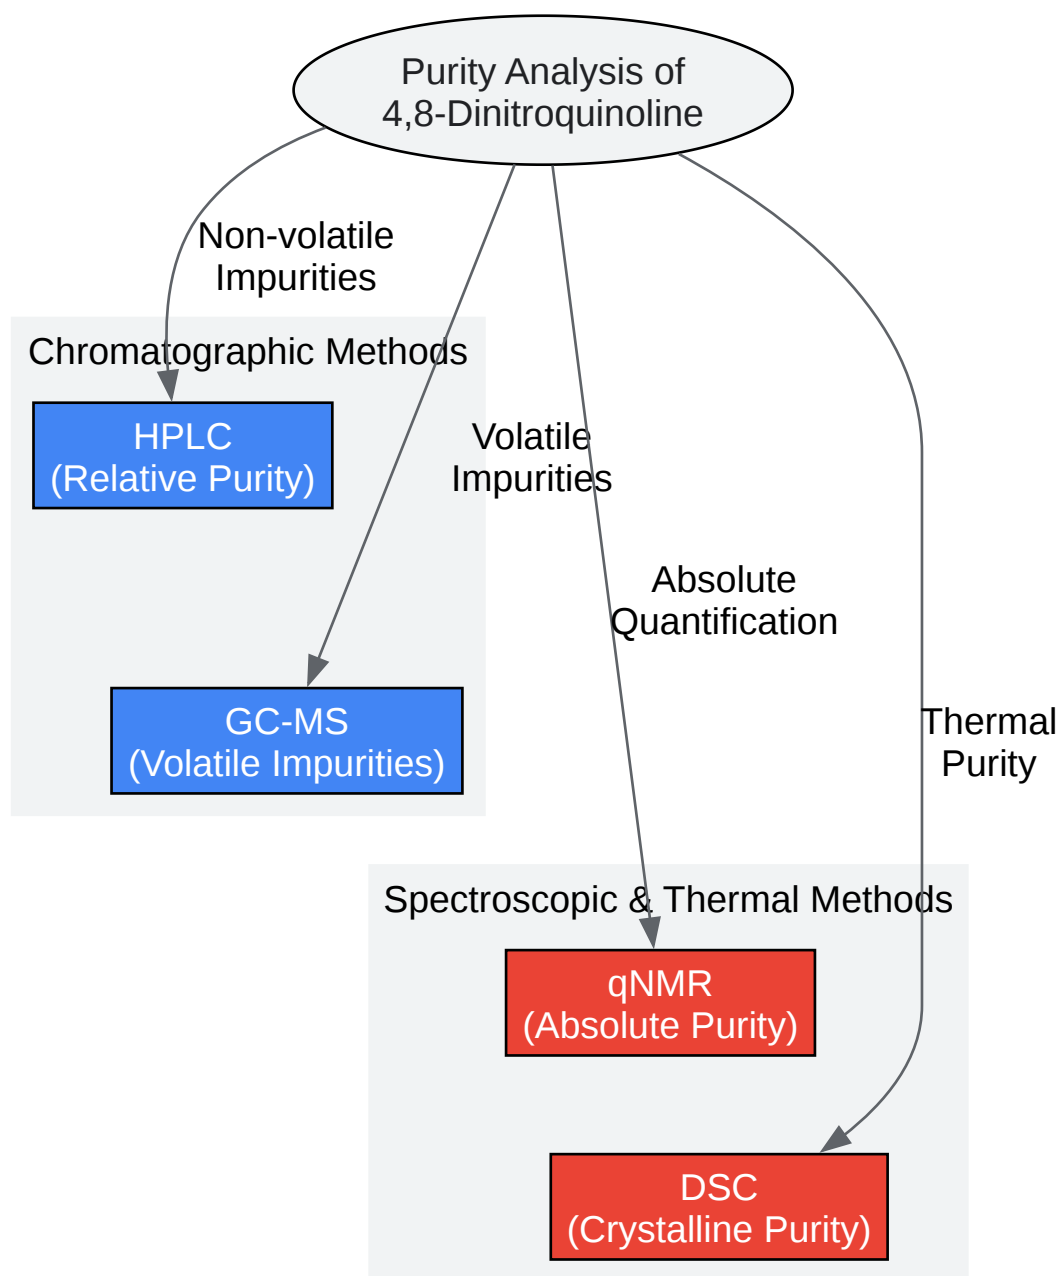 Purity Analysis of
4,8-Dinitroquinoline
Non-volatile
Impurities
Chromatographic Methods
HPLC
(Relative Purity)
Volatile
Impurities
Absolute
Quantification
GC-MS
(Volatile Impurities)
Thermal
Purity
Spectroscopic & Thermal Methods
qNMR
(Absolute Purity)
DSC
(Crystalline Purity)